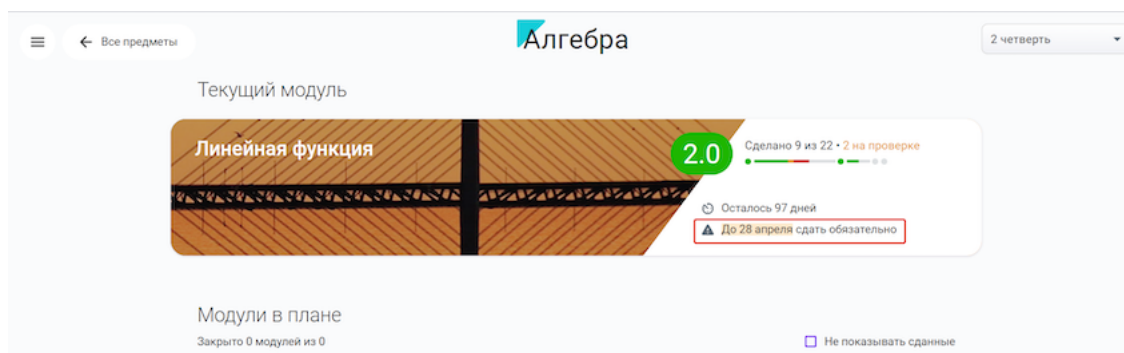 Все предметы
Алгебра
2 четверть
Текущий модуль
Линейная функция
2.0
Сделано 9 из 22 • 2 на проверке
Осталось 97 дней
До 28 апреля сдать обязательно
Модули в плане
Закрыто 0 модулей из 0
Не показывать сданные